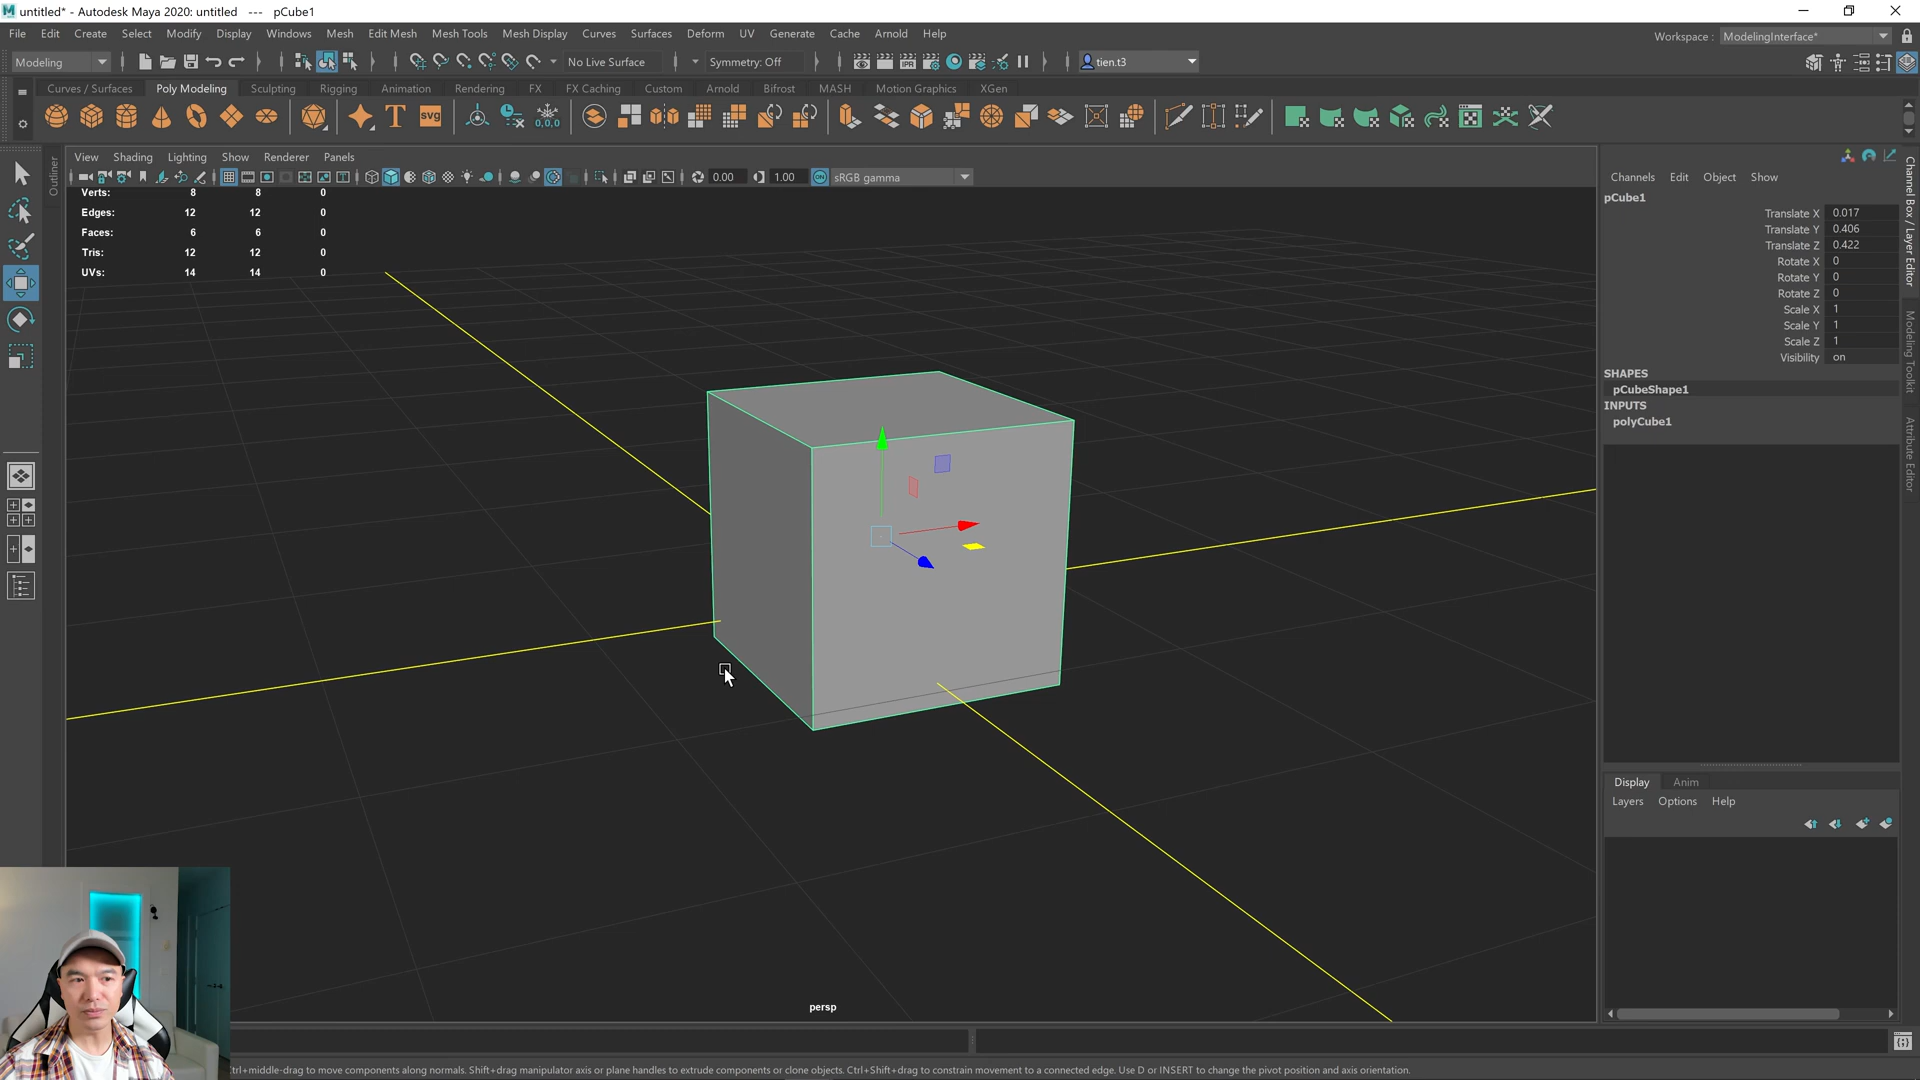 untitled* - Autodesk Maya 2020: untitled   ---   pCube1
File Edit Create Select Modify Display Windows Mesh Edit Mesh Mesh Tools Mesh Display Curves Surfaces Deform UV Generate Cache Arnold Help
Workspace : ModelingInterface*
Modeling
No Live Surface
Symmetry: Off
tien.t3
Curves / Surfaces Poly Modeling Sculpting Rigging Animation Rendering FX FX Caching Custom Arnold Bifrost MASH Motion Graphics XGen
T
svg
0,0,0
IPR
View Shading Lighting Show Renderer Panels
0.00
1.00
ON
sRGB gamma
Outliner
Verts: 8 8 0
Edges: 12 12 0
Faces: 6 6 0
Tris: 12 12 0
UVs: 14 14 0
persp
Channels Edit Object Show
pCube1
Translate X 0.017
Translate Y 0.406
Translate Z 0.422
Rotate X 0
Rotate Y 0
Rotate Z 0
Scale X 1
Scale Y 1
Scale Z 1
Visibility on
SHAPES
pCubeShape1
INPUTS
polyCube1
Channel Box / Layer Editor
Modeling Toolkit
Attribute Editor
Display Anim
Layers Options Help
trl+middle-drag to move components along normals. Shift+drag manipulator axis or plane handles to extrude components or clone objects. Ctrl+Shift+drag to constrain movement to a connected edge. Use D or INSERT to change the pivot position and axis orientation.